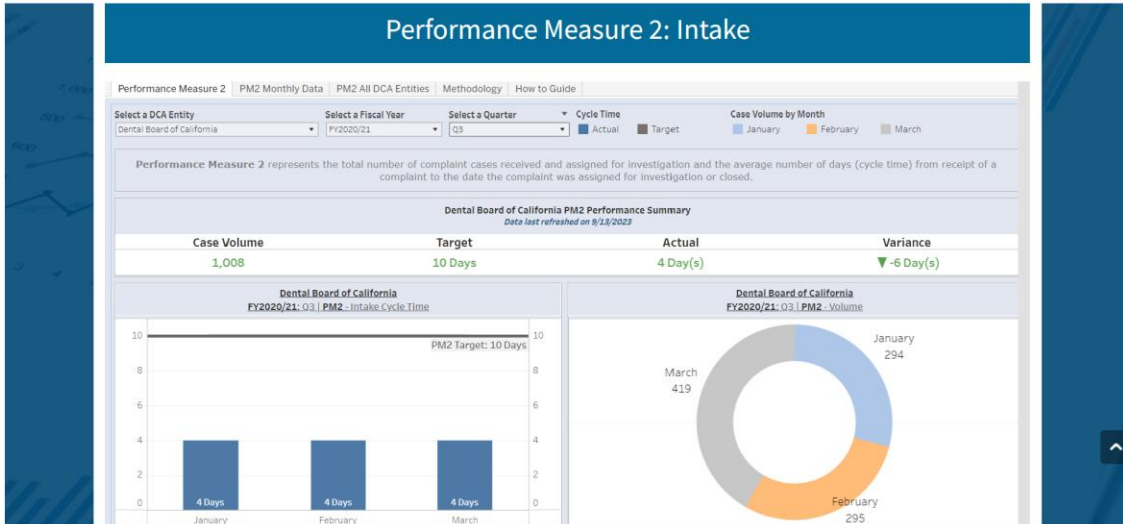 Performance Measure 2: Intake
Performance Measure 2 PM2 Monthly Data PM2 All DCA Entities Methodology How to Guide
Select a DCA Entity Select a Fiscal Year Select a Quarter Cycle Time Case Volume by Month
Dental Board of California FY2020/21 Q3 Actual Target January February March
Performance Measure 2 represents the total number of complaint cases received and assigned for investigation and the average number of days (cycle time) from receipt of a
complaint to the date the complaint was assigned for investigation or closed.
Dental Board of California PM2 Performance Summary
Data last refreshed on 9/13/2023
Case Volume Target Actual Variance
1,008 10 Days 4 Day(s) ▼ -6 Day(s)
Dental Board of California
FY2020/21: Q3 | PM2 - Intake Cycle Time
10 10
PM2 Target: 10 Days
8 8
6 6
4 4
2 2
0 4 Days 4 Days 4 Days 0
January February March
Dental Board of California
FY2020/21: Q3 | PM2 - Volume
January
294
March
419
February
295